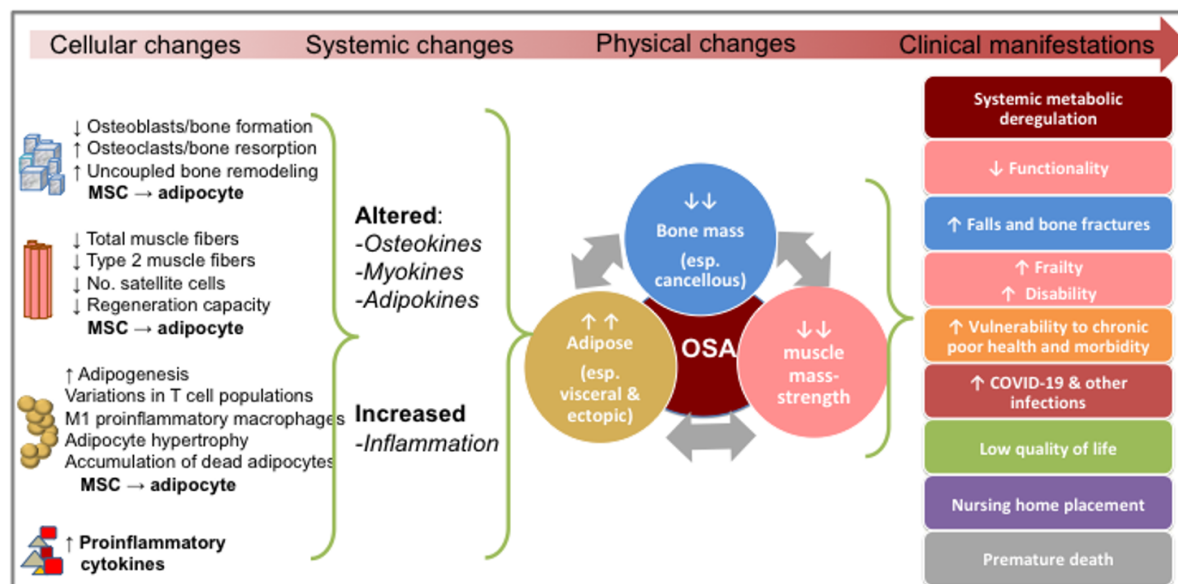 Cellular changes
Systemic changes
Physical changes
Clinical manifestations
↓ Osteoblasts/bone formation
↑ Osteoclasts/bone resorption
↑ Uncoupled bone remodeling
MSC → adipocyte
↓ Total muscle fibers
↓ Type 2 muscle fibers
↓ No. satellite cells
↓ Regeneration capacity
MSC → adipocyte
↑ Adipogenesis
Variations in T cell populations
M1 proinflammatory macrophages
Adipocyte hypertrophy
Accumulation of dead adipocytes
MSC → adipocyte
↑ Proinflammatory
cytokines
Altered:
-Osteokines
-Myokines
-Adipokines
Increased
-Inflammation
↓↓
Bone mass
(esp.
cancellous)
↑ ↑
Adipose
(esp.
visceral &
ectopic)
OSA
↓↓
muscle
mass-
strength
Systemic metabolic
deregulation
↓ Functionality
↑ Falls and bone fractures
↑ Frailty
↑ Disability
↑ Vulnerability to chronic
poor health and morbidity
↑ COVID-19 & other
infections
Low quality of life
Nursing home placement
Premature death